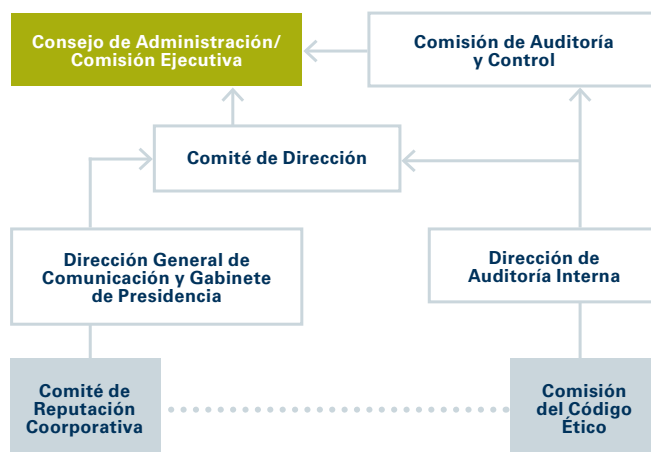 Consejo de Administración/
Comisión Ejecutiva
Comisión de Auditoría
y Control
Comité de Dirección
Dirección General de
Comunicación y Gabinete
de Presidencia
Dirección de
Auditoría Interna
Comité de
Reputación
Coorporativa
Comisión
del Código
Ético